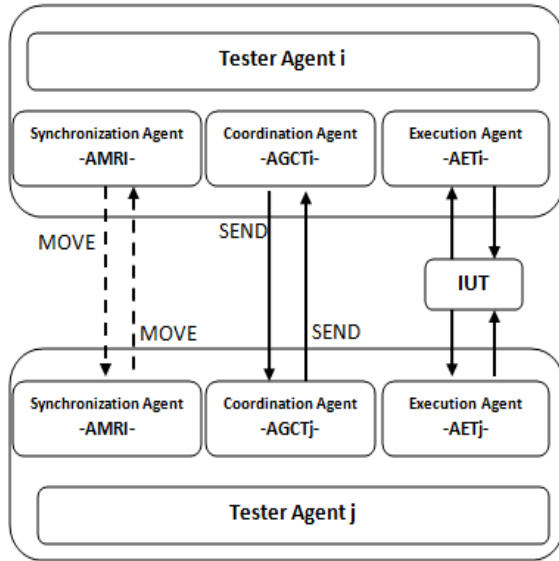 Tester Agent i
Synchronization Agent
-AMRI-
Coordination Agent
-AGCTi-
Execution Agent
-AETi-
MOVE
SEND
IUT
MOVE
SEND
Synchronization Agent
-AMRI-
Coordination Agent
-AGCTj-
Execution Agent
-AETj-
Tester Agent j